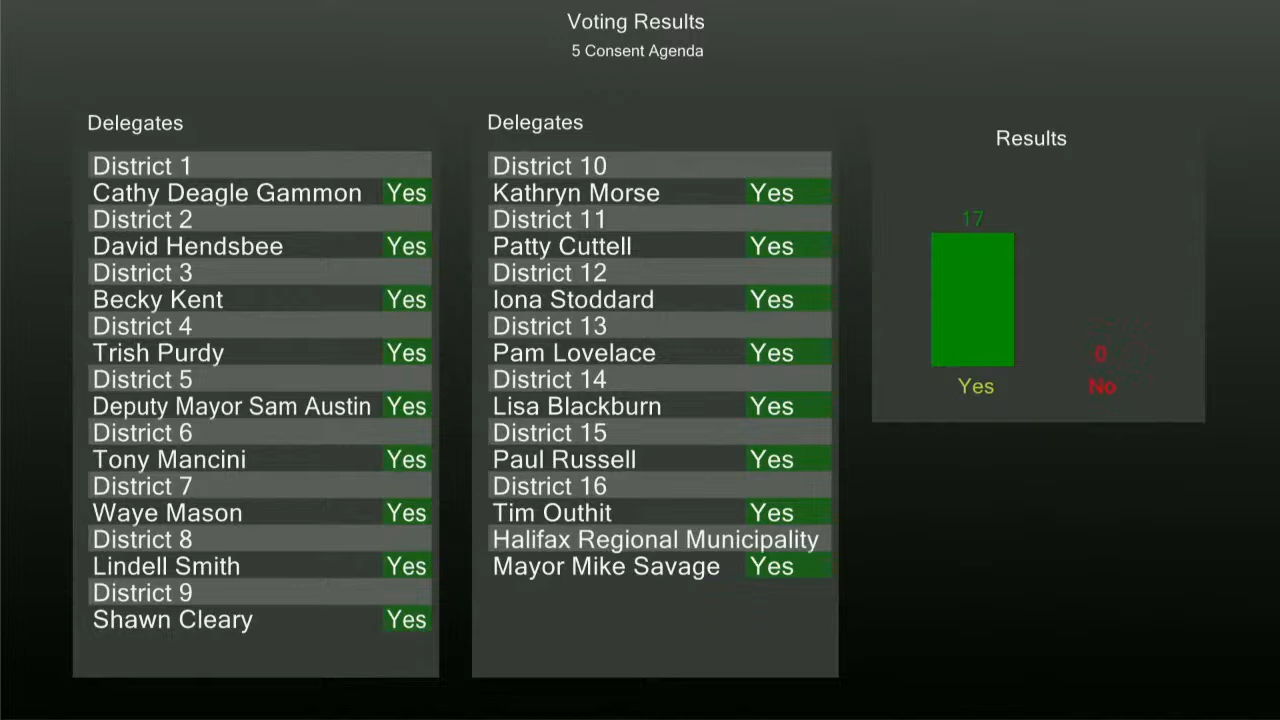 Voting Results
5 Consent Agenda
Delegates
District 1
Cathy Deagle Gammon Yes
District 2
David Hendsbee Yes
District 3
Becky Kent Yes
District 4
Trish Purdy Yes
District 5
Deputy Mayor Sam Austin Yes
District 6
Tony Mancini Yes
District 7
Waye Mason Yes
District 8
Lindell Smith Yes
District 9
Shawn Cleary Yes
Delegates
District 10
Kathryn Morse Yes
District 11
Patty Cuttell Yes
District 12
Iona Stoddard Yes
District 13
Pam Lovelace Yes
District 14
Lisa Blackburn Yes
District 15
Paul Russell Yes
District 16
Tim Outhit Yes
Halifax Regional Municipality
Mayor Mike Savage Yes
Results
17
0
Yes No